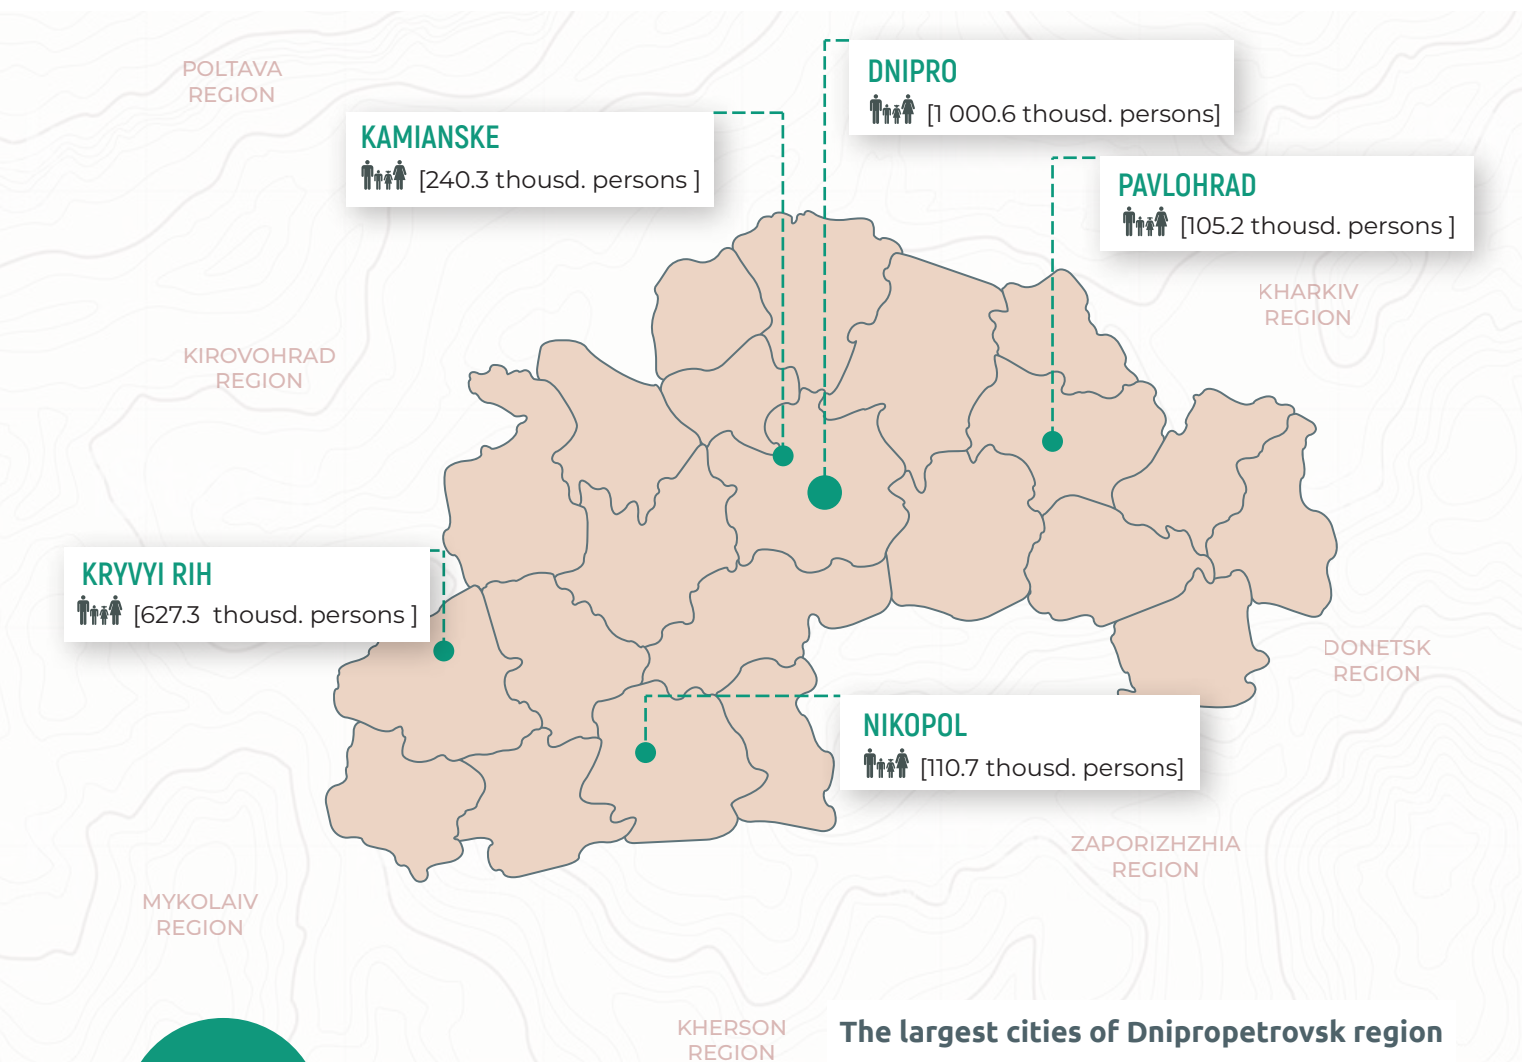 POLTAVA
REGION
DNIPRO
[1 000.6 thousd. persons]
KAMIANSKE
[240.3 thousd. persons ]
PAVLOHRAD
[105.2 thousd. persons ]
KHARKIV
REGION
KIROVOHRAD
REGION
KRYVYI RIH
[627.3  thousd. persons ]
DONETSK
REGION
NIKOPOL
[110.7 thousd. persons]
ZAPORIZHZHIA
REGION
MYKOLAIV
REGION
KHERSON
REGION
The largest cities of Dnipropetrovsk region